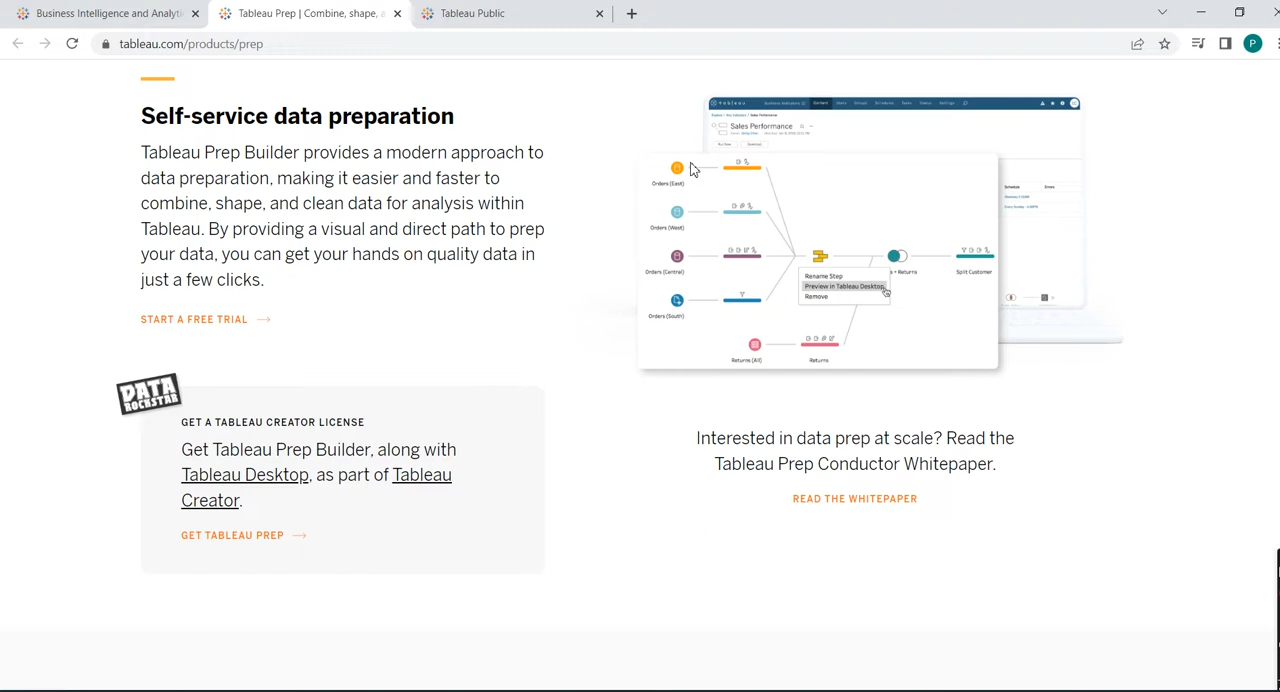 Business Intelligence and Analyti
Tableau Prep | Combine, shape, a
Tableau Public
tableau.com/products/prep
P
Self-service data preparation
Tableau Prep Builder provides a modern approach to
data preparation, making it easier and faster to
combine, shape, and clean data for analysis within
Tableau. By providing a visual and direct path to prep
your data, you can get your hands on quality data in
just a few clicks.
START A FREE TRIAL
DATA
ROCKSTAR
GET A TABLEAU CREATOR LICENSE
Get Tableau Prep Builder, along with
Tableau Desktop, as part of Tableau
Creator.
GET TABLEAU PREP
Sales Performance
Orders (East)
Orders (West)
Orders (Central)
Orders (South)
Rename Step
Preview in Tableau Desktop
Remove
s + Returns
Split Customer
Returns (All)
Returns
Interested in data prep at scale? Read the
Tableau Prep Conductor Whitepaper.
READ THE WHITEPAPER